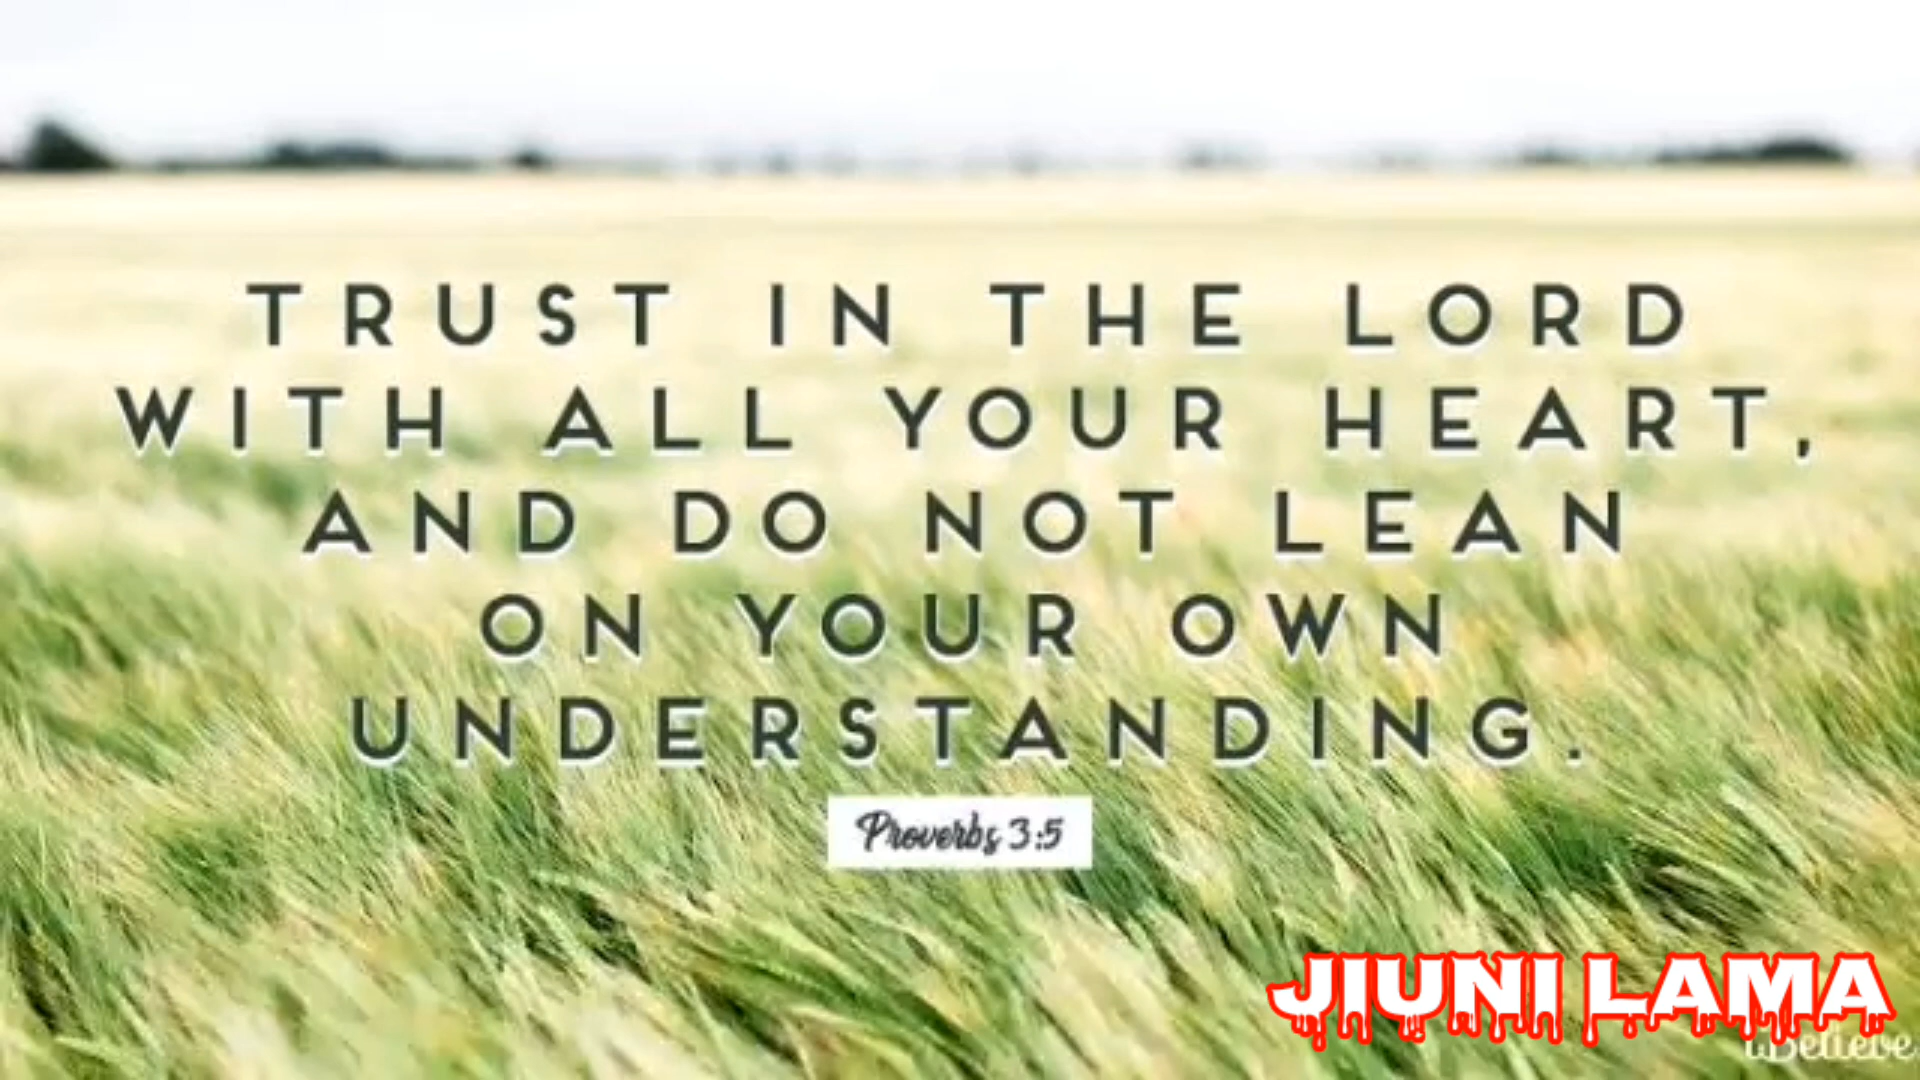 TRUST IN THE LORD
WITH ALL YOUR HEART,
AND DO NOT LEAN
ON YOUR OWN
UNDERSTANDING.
Proverbs 3:5
JIUNI LAMA
iBelieve